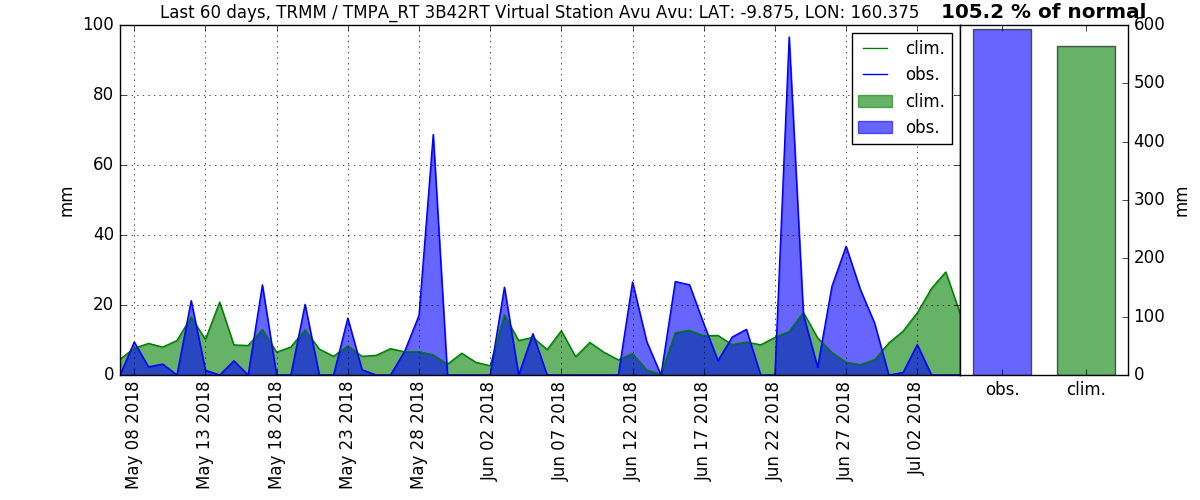 Last 60 days, TRMM / TMPA_RT 3B42RT Virtual Station Avu Avu: LAT: -9.875, LON: 160.375
105.2 % of normal
100
80
60
40
20
0
mm
clim.
obs.
clim.
obs.
600
500
400
300
200
100
0
mm
obs.
clim.
May 08 2018
May 13 2018
May 18 2018
May 23 2018
May 28 2018
Jun 02 2018
Jun 07 2018
Jun 12 2018
Jun 17 2018
Jun 22 2018
Jun 27 2018
Jul 02 2018